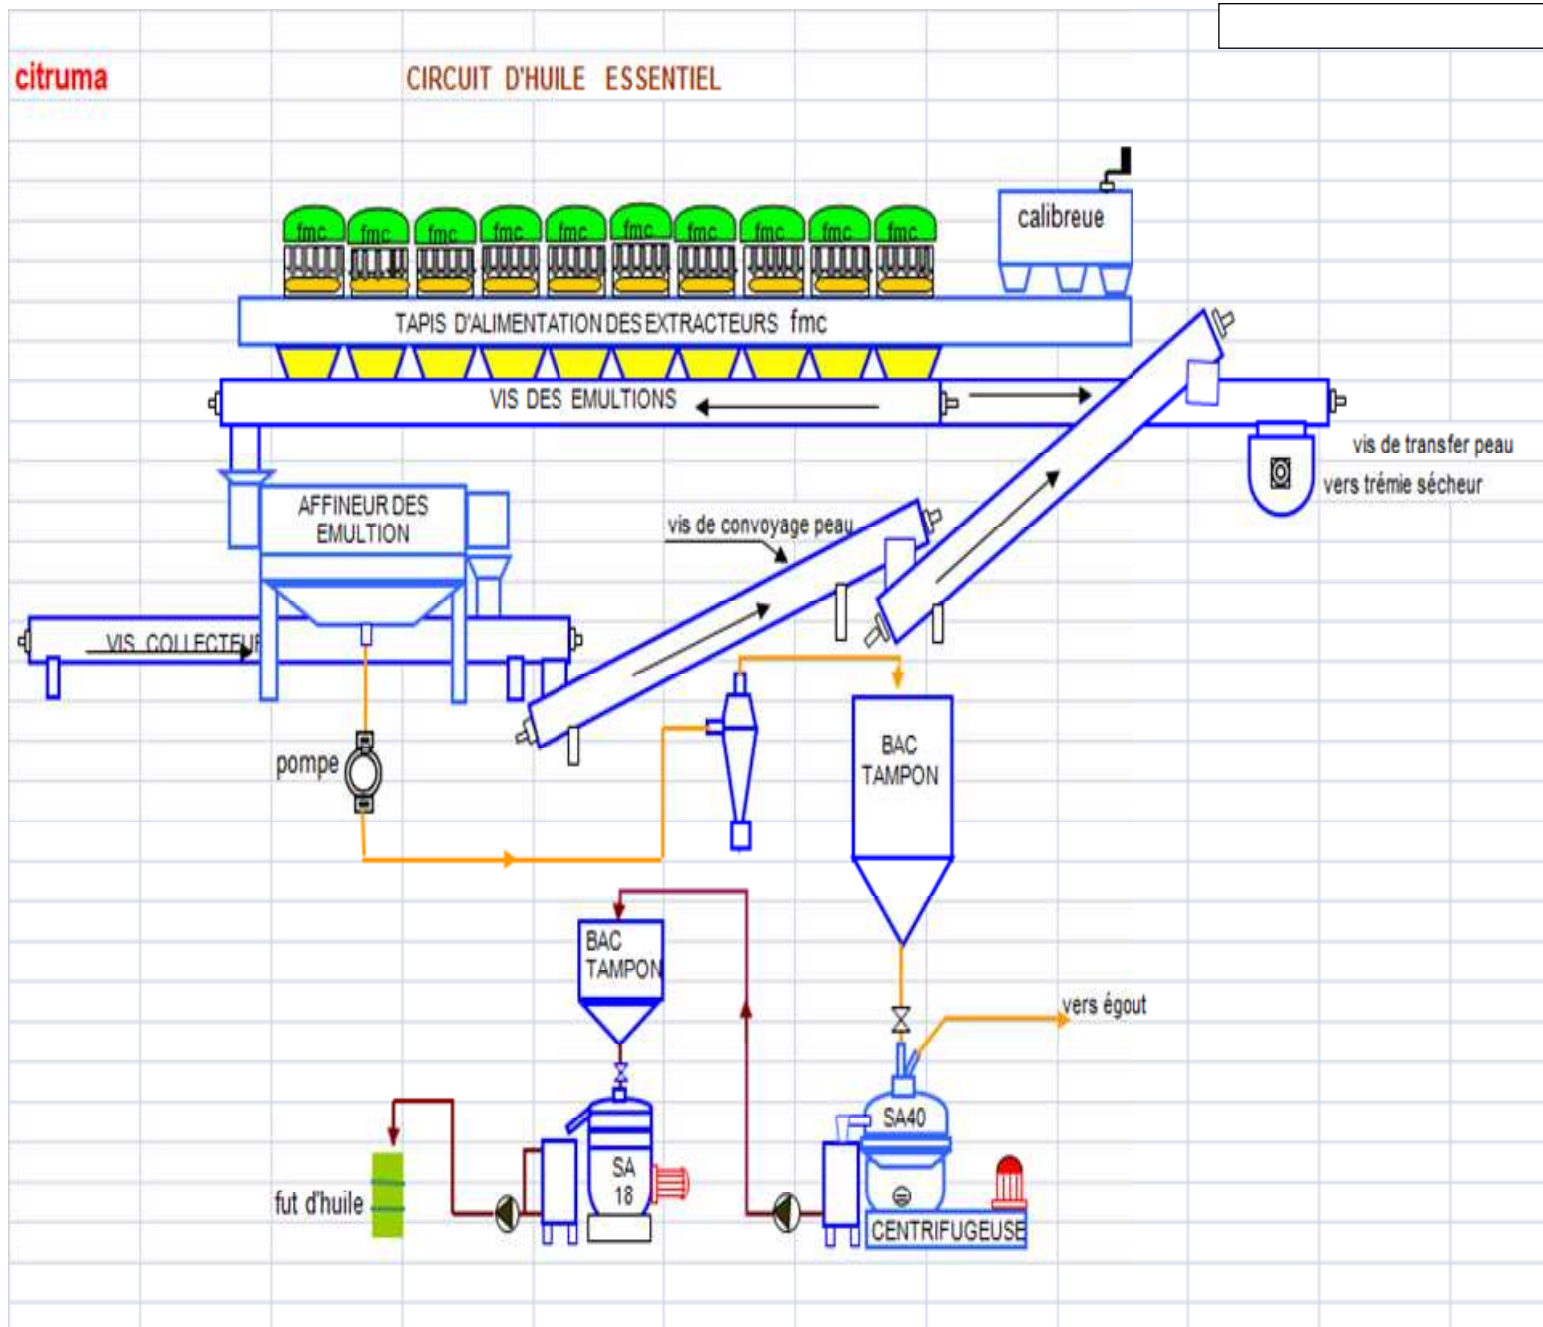 citruma
CIRCUIT D'HUILE ESSENTIEL
calibreue
fmc
fmc
fmc
fmc
fmc
fmc
fmc
fmc
fmc
fmc
TAPIS D'ALIMENTATION DES EXTRACTEURS fmc
VIS DES EMULTIONS
vis de transfer peau
vers trémie sécheur
AFFINEUR DES
EMULTION
vis de convoyage peau
VIS COLLECTEUR
pompe
BAC
TAMPON
BAC
TAMPON
vers égout
SA40
SA
18
fut d'huile
CENTRIFUGEUSE